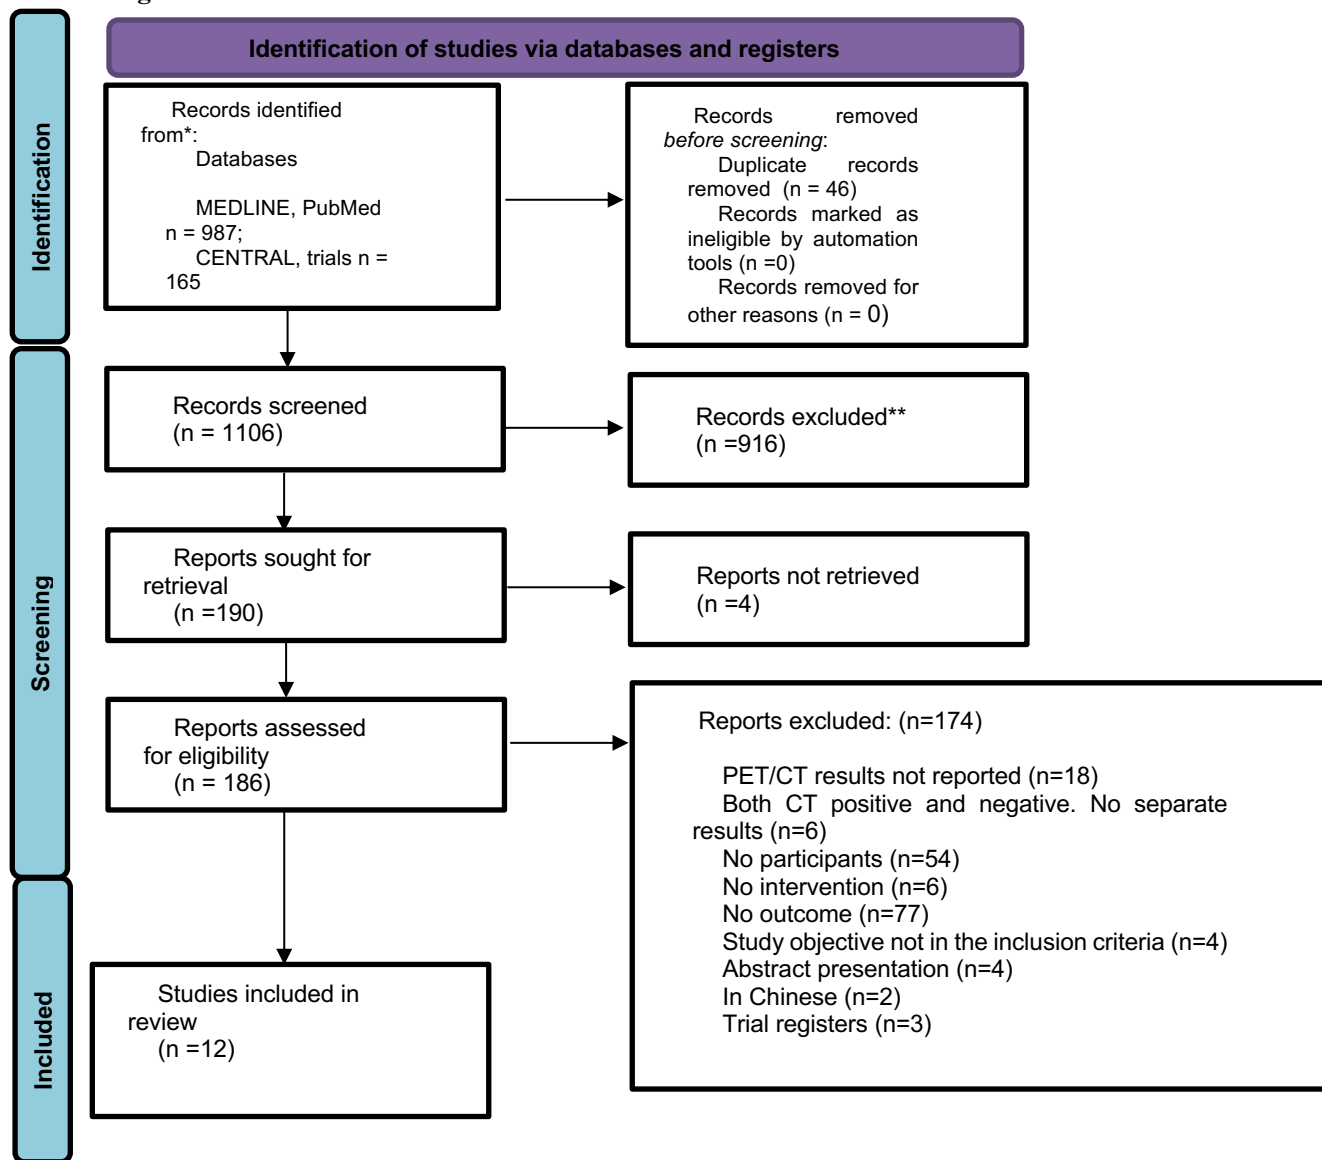 Identification of studies via databases and registers
Identification
Records identified
from*:
Databases
MEDLINE, PubMed
n = 987;
CENTRAL, trials n =
165
Records removed
before screening:
Duplicate records
removed (n = 46)
Records marked as
ineligible by automation
tools (n =0)
Records removed for
other reasons (n = 0)
Screening
Records screened
(n = 1106)
Records excluded**
(n =916)
Reports sought for
retrieval
(n =190)
Reports not retrieved
(n =4)
Reports assessed
for eligibility
(n = 186)
Reports excluded: (n=174)
PET/CT results not reported (n=18)
Both CT positive and negative. No separate
results (n=6)
No participants (n=54)
No intervention (n=6)
No outcome (n=77)
Study objective not in the inclusion criteria (n=4)
Abstract presentation (n=4)
In Chinese (n=2)
Trial registers (n=3)
Included
Studies included in
review
(n =12)